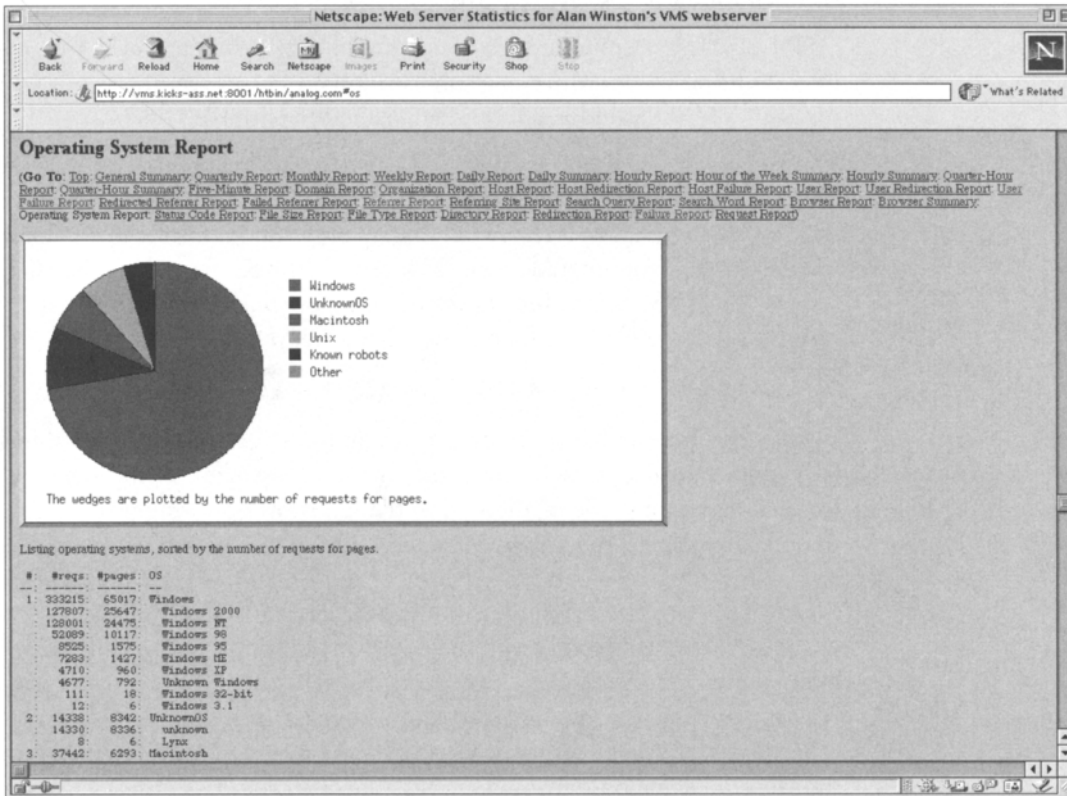 Netscape: Web Server Statistics for Alan Winston's VMS webserver
Back Forward Reload Home Search Netscape Images Print Security Shop Stop
N
Location: http://vms.kicks-ass.net:8001/htbin/analog.com#os What's Related
Operating System Report
(Go To: Top: General Summary: Quarterly Report: Monthly Report: Weekly Report: Daily Report: Daily Summary: Hourly Report: Hour of the Week Summary: Hourly Summary: Quarter-Hour
Report: Quarter-Hour Summary: Five-Minute Report: Domain Report: Organization Report: Host Report: Host Redirection Report: Host Failure Report: User Report: User Redirection Report: User
Failure Report: Redirected Referrer Report: Failed Referrer Report: Referrer Report: Referring Site Report: Search Query Report: Search Word Report: Browser Report: Browser Summary:
Operating System Report: Status Code Report: File Size Report: File Type Report: Directory Report: Redirection Report: Failure Report: Request Report)
Windows
UnknownOS
Macintosh
Unix
Known robots
Other
The wedges are plotted by the number of requests for pages.
Listing operating systems, sorted by the number of requests for pages.
#: #reqs: #pages: OS
--: ------: ------: --
1: 333215: 65017: Windows
: 127807: 25647: Windows 2000
: 128001: 24475: Windows NT
: 52089: 10117: Windows 98
: 8525: 1575: Windows 95
: 7283: 1427: Windows ME
: 4710: 960: Windows XP
: 4677: 792: Unknown Windows
: 111: 18: Windows 32-bit
: 12: 6: Windows 3.1
2: 14338: 8342: UnknownOS
: 14330: 8336: unknown
: 8: 6: Lynx
3: 37442: 6293: Macintosh